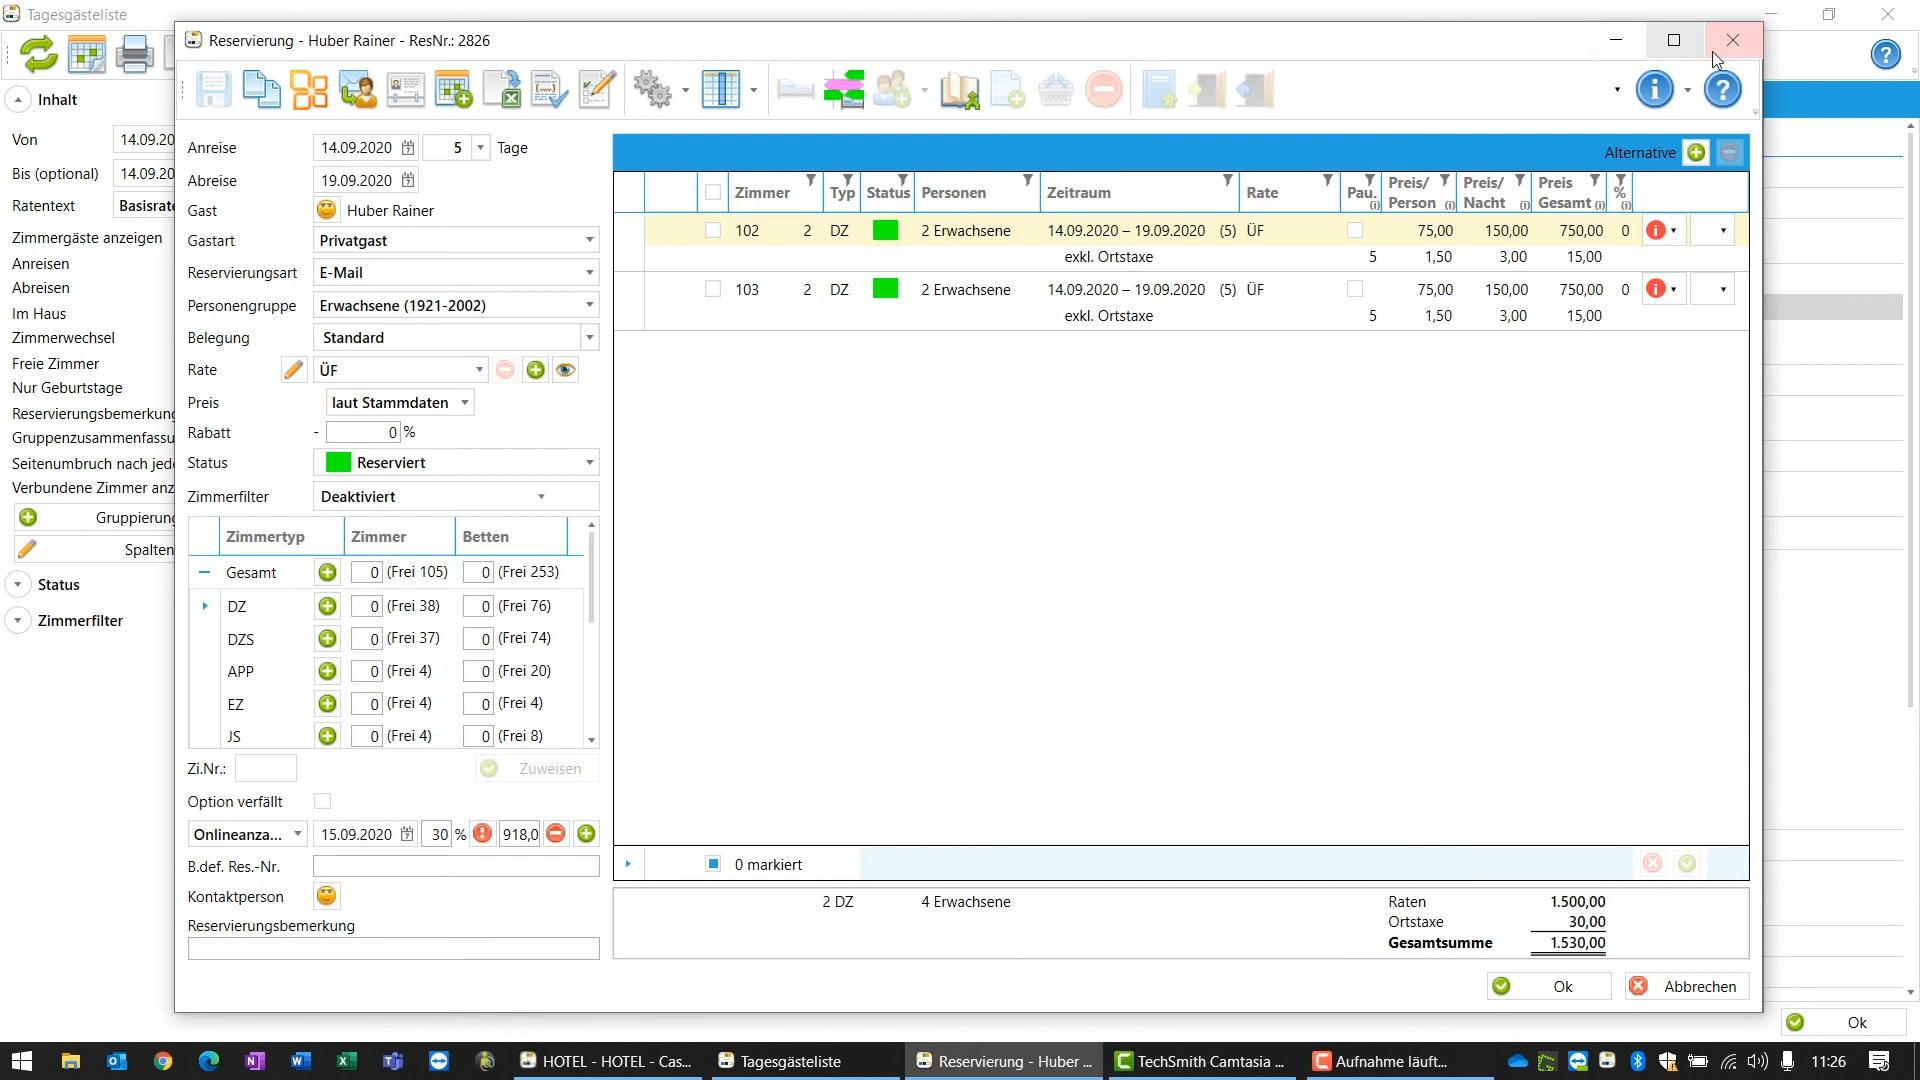 Tagesgästeliste
Reservierung - Huber Rainer - ResNr.: 2826
Inhalt
Von 14.09.20
Bis (optional) 14.09.20
Ratentext Basisrate
Zimmergäste anzeigen
Anreisen
Abreisen
Im Haus
Zimmerwechsel
Freie Zimmer
Nur Geburtstage
Reservierungsbemerkung
Gruppenzusammenfassu
Seitenumbruch nach jede
Verbundene Zimmer anz
Gruppierung
Spalten
Status
Zimmerfilter
Anreise 14.09.2020 5 Tage
Abreise 19.09.2020
Gast Huber Rainer
Gastart Privatgast
Reservierungsart E-Mail
Personengruppe Erwachsene (1921-2002)
Belegung Standard
Rate ÜF
Preis laut Stammdaten
Rabatt - 0 %
Status Reserviert
Zimmerfilter Deaktiviert
Zimmertyp Zimmer Betten
Gesamt 0 (Frei 105) 0 (Frei 253)
DZ 0 (Frei 38) 0 (Frei 76)
DZS 0 (Frei 37) 0 (Frei 74)
APP 0 (Frei 4) 0 (Frei 20)
EZ 0 (Frei 4) 0 (Frei 4)
JS 0 (Frei 4) 0 (Frei 8)
Zi.Nr.: Zuweisen
Option verfällt
Onlineanza... 15.09.2020 30 % 918,0
B.def. Res.-Nr.
Kontaktperson
Reservierungsbemerkung
Alternative
Zimmer Typ Status Personen Zeitraum Rate Pau. (i) Preis/ Person (i) Preis/ Nacht (i) Preis Gesamt (i) % (i)
102 2 DZ 2 Erwachsene 14.09.2020 – 19.09.2020 (5) ÜF 75,00 150,00 750,00 0
exkl. Ortstaxe 5 1,50 3,00 15,00
103 2 DZ 2 Erwachsene 14.09.2020 – 19.09.2020 (5) ÜF 75,00 150,00 750,00 0
exkl. Ortstaxe 5 1,50 3,00 15,00
0 markiert
2 DZ 4 Erwachsene Raten 1.500,00
Ortstaxe 30,00
Gesamtsumme 1.530,00
Ok Abbrechen
Ok
HOTEL - HOTEL - Cas... Tagesgästeliste Reservierung - Huber ... TechSmith Camtasia ... Aufnahme läuft... 11:26